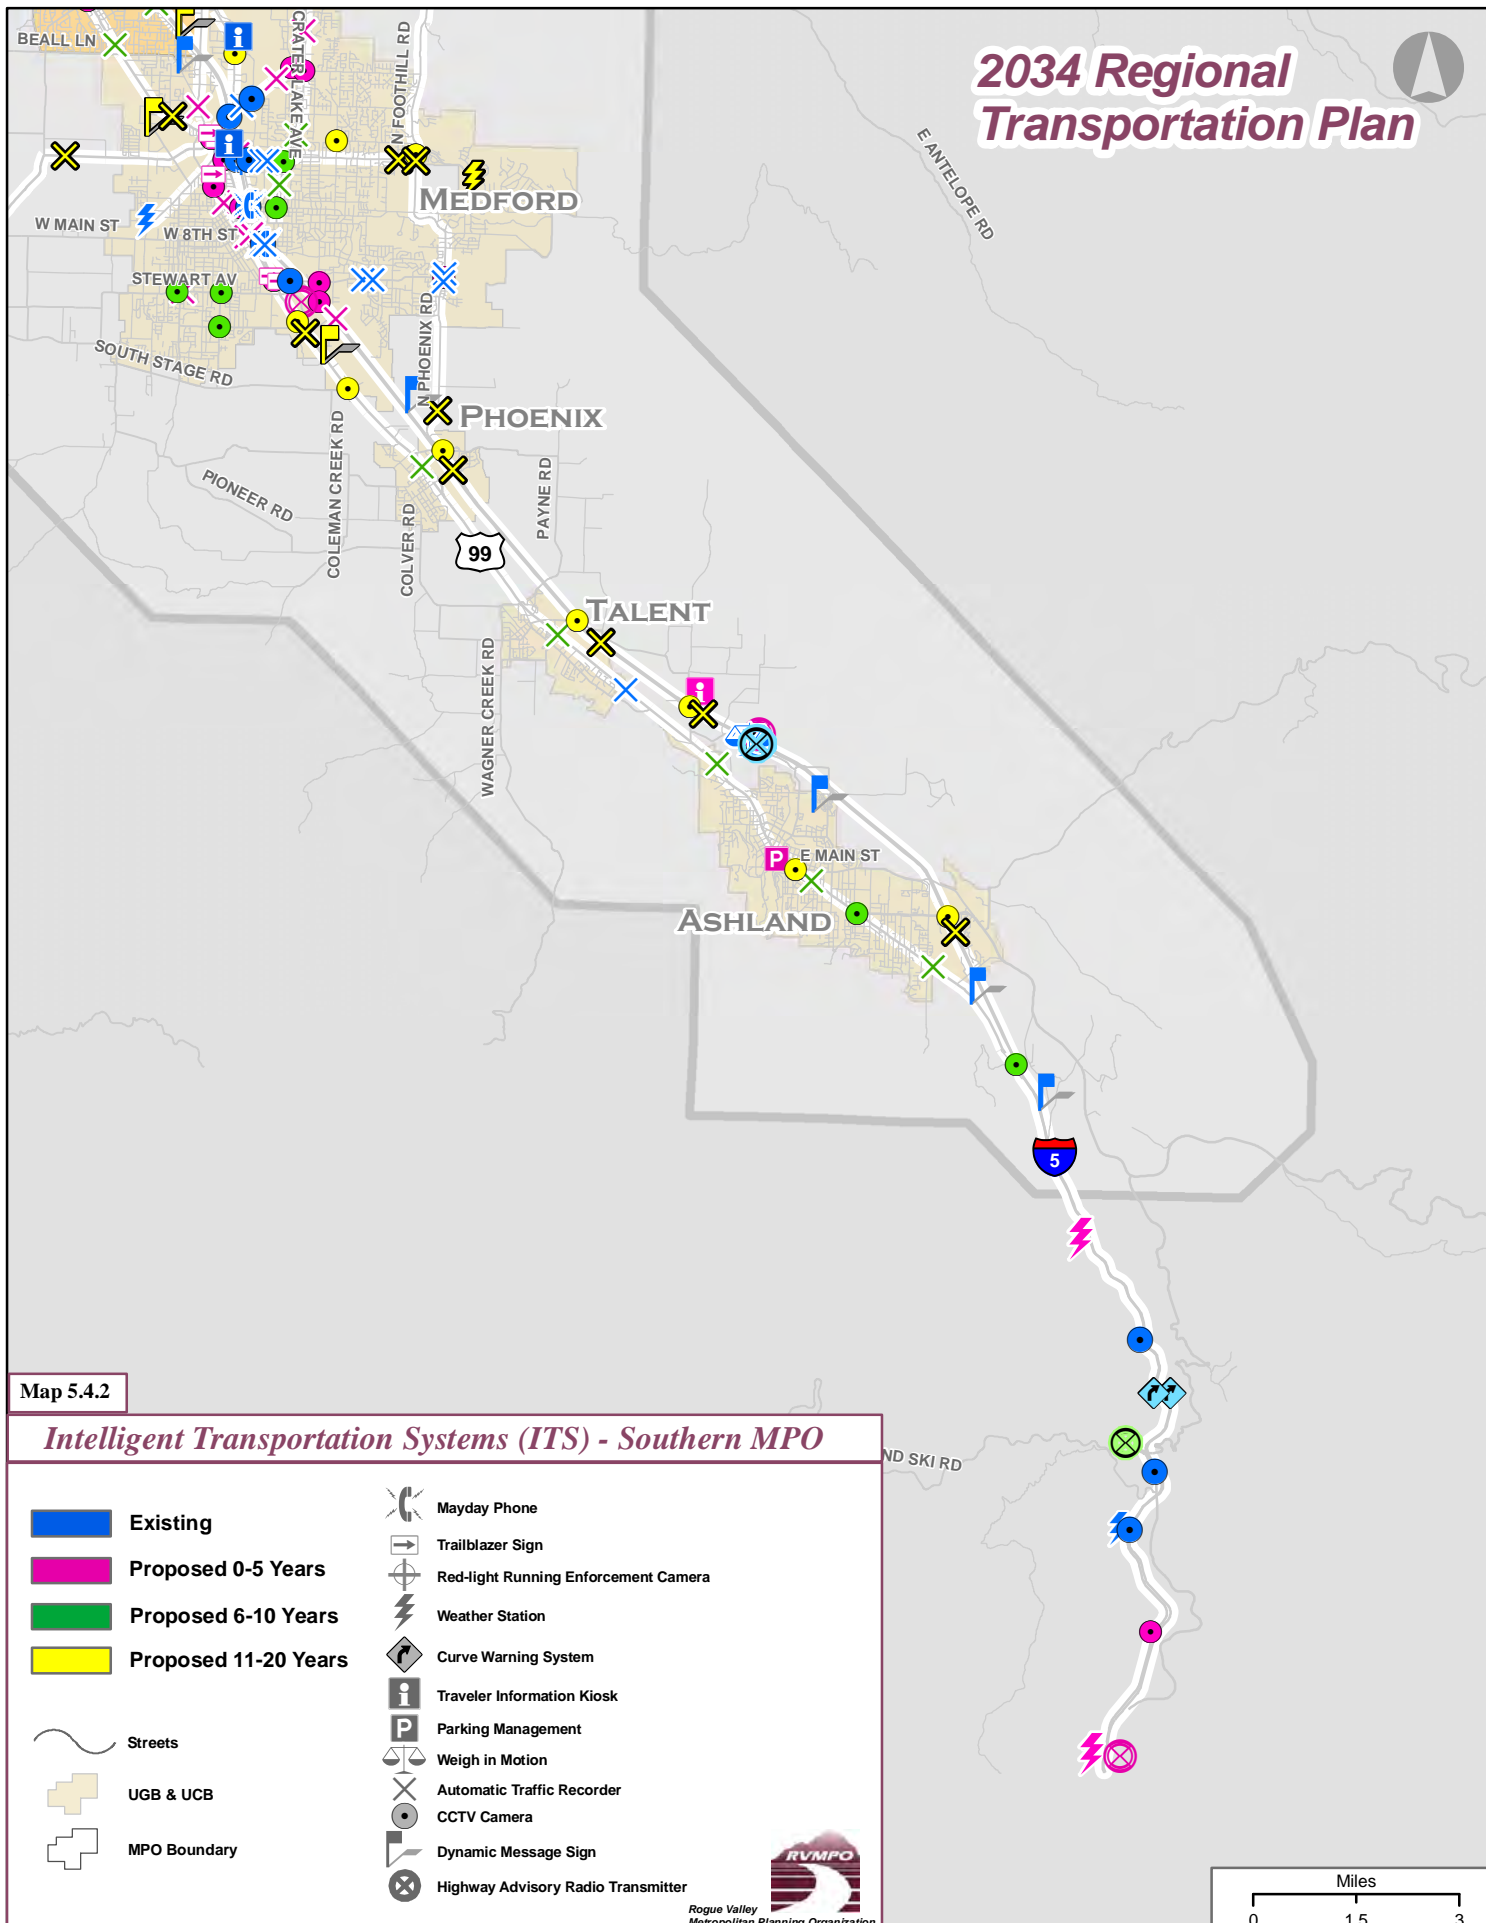 2034 Regional
Transportation Plan
BEALL LN
CRATER LAKE AVE
N FOOTHILL RD
E ANTELOPE RD
MEDFORD
W MAIN ST
W 8TH ST
STEWART AV
N PHOENIX RD
SOUTH STAGE RD
PHOENIX
COLEMAN CREEK RD
PIONEER RD
COLVER RD
PAYNE RD
99
TALENT
WAGNER CREEK RD
i
P
E MAIN ST
ASHLAND
5
ND SKI RD
Map 5.4.2
Intelligent Transportation Systems (ITS) - Southern MPO
Existing
Proposed 0-5 Years
Proposed 6-10 Years
Proposed 11-20 Years
Streets
UGB & UCB
MPO Boundary
Mayday Phone
Trailblazer Sign
Red-light Running Enforcement Camera
Weather Station
Curve Warning System
i Traveler Information Kiosk
P Parking Management
Weigh in Motion
Automatic Traffic Recorder
CCTV Camera
Dynamic Message Sign
Highway Advisory Radio Transmitter
RVMPO
Rogue Valley
Metropolitan Planning Organization
Miles
0 1.5 3